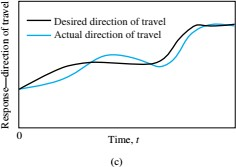 Response—direction of travel
Desired direction of travel
Actual direction of travel
0
Time, t
(c)